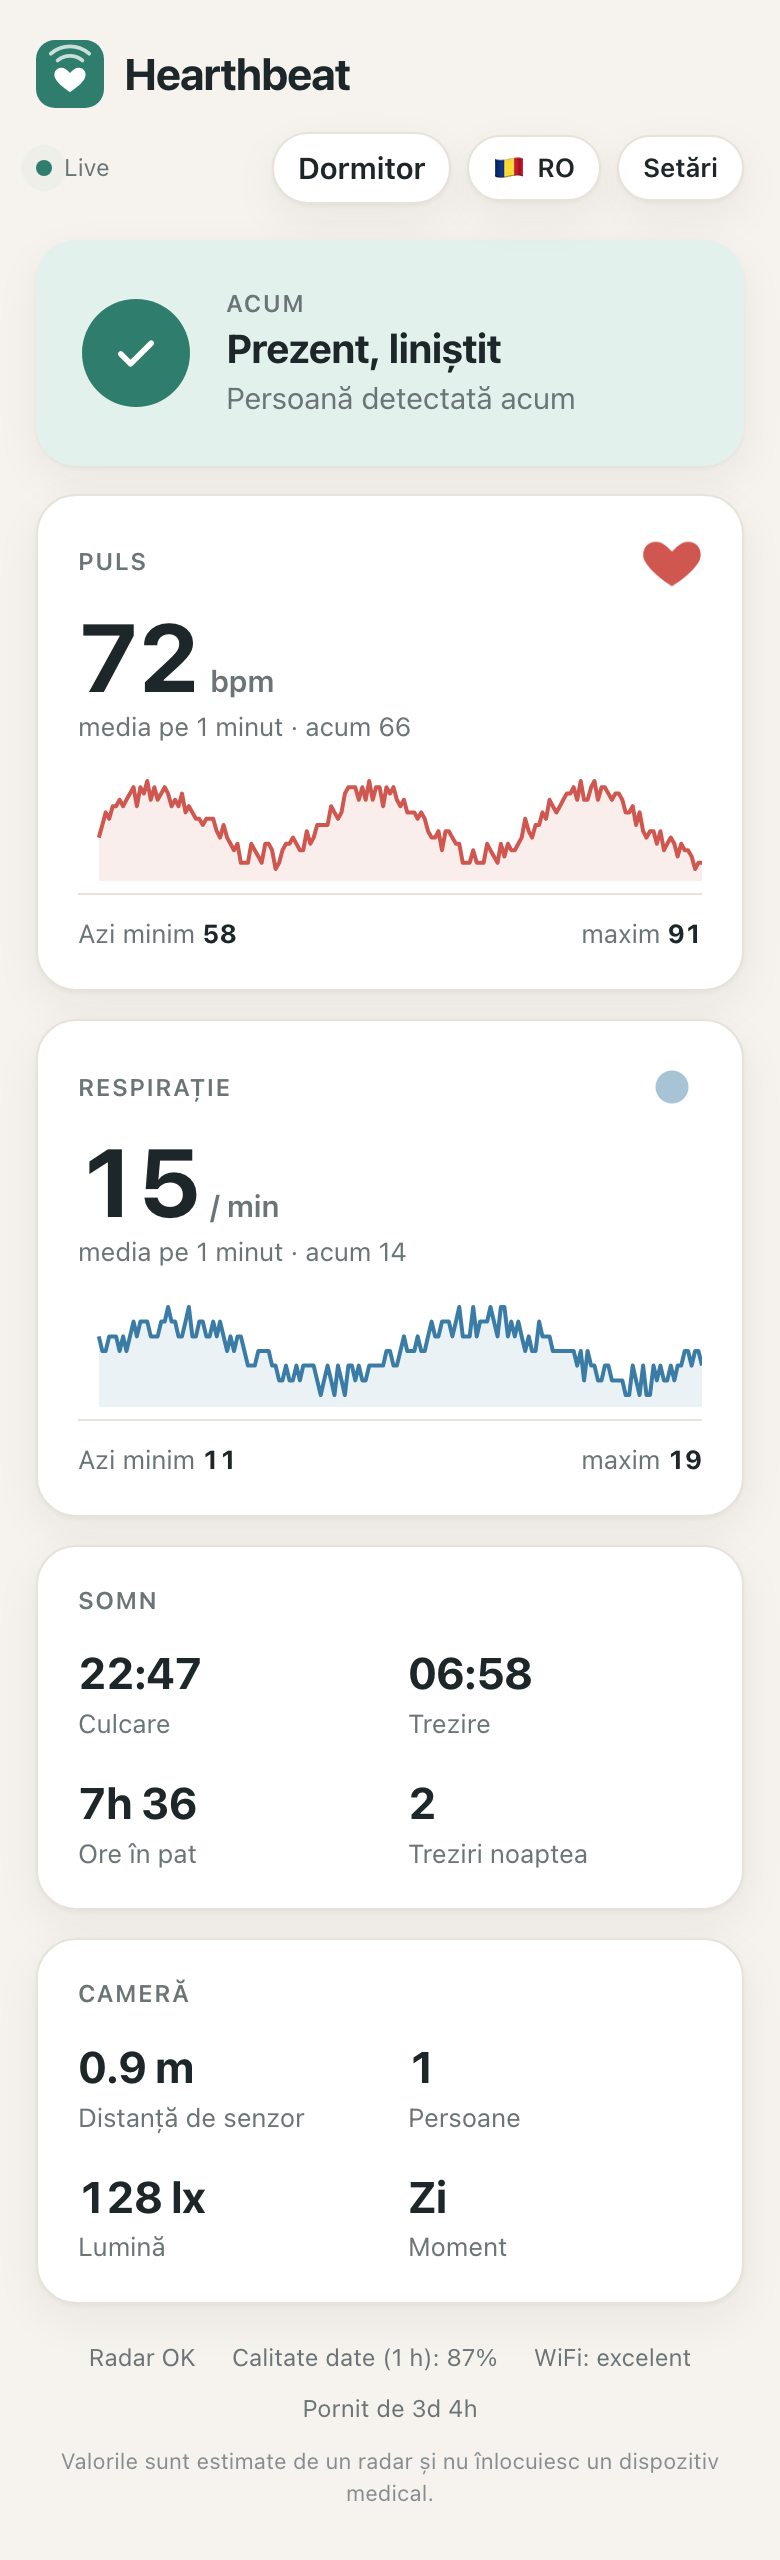 Hearthbeat
Live
Dormitor
RO
Setări
ACUM
Prezent, liniștit
Persoană detectată acum
PULS
72 bpm
media pe 1 minut · acum 66
Azi minim 58
maxim 91
RESPIRAȚIE
15 / min
media pe 1 minut · acum 14
Azi minim 11
maxim 19
SOMN
22:47
06:58
Culcare
Trezire
7h 36
2
Ore în pat
Treziri noaptea
CAMERĂ
0.9 m
1
Distanță de senzor
Persoane
128 lx
Zi
Lumină
Moment
Radar OK
Calitate date (1 h): 87%
WiFi: excelent
Pornit de 3d 4h
Valorile sunt estimate de un radar și nu înlocuiesc un dispozitiv
medical.